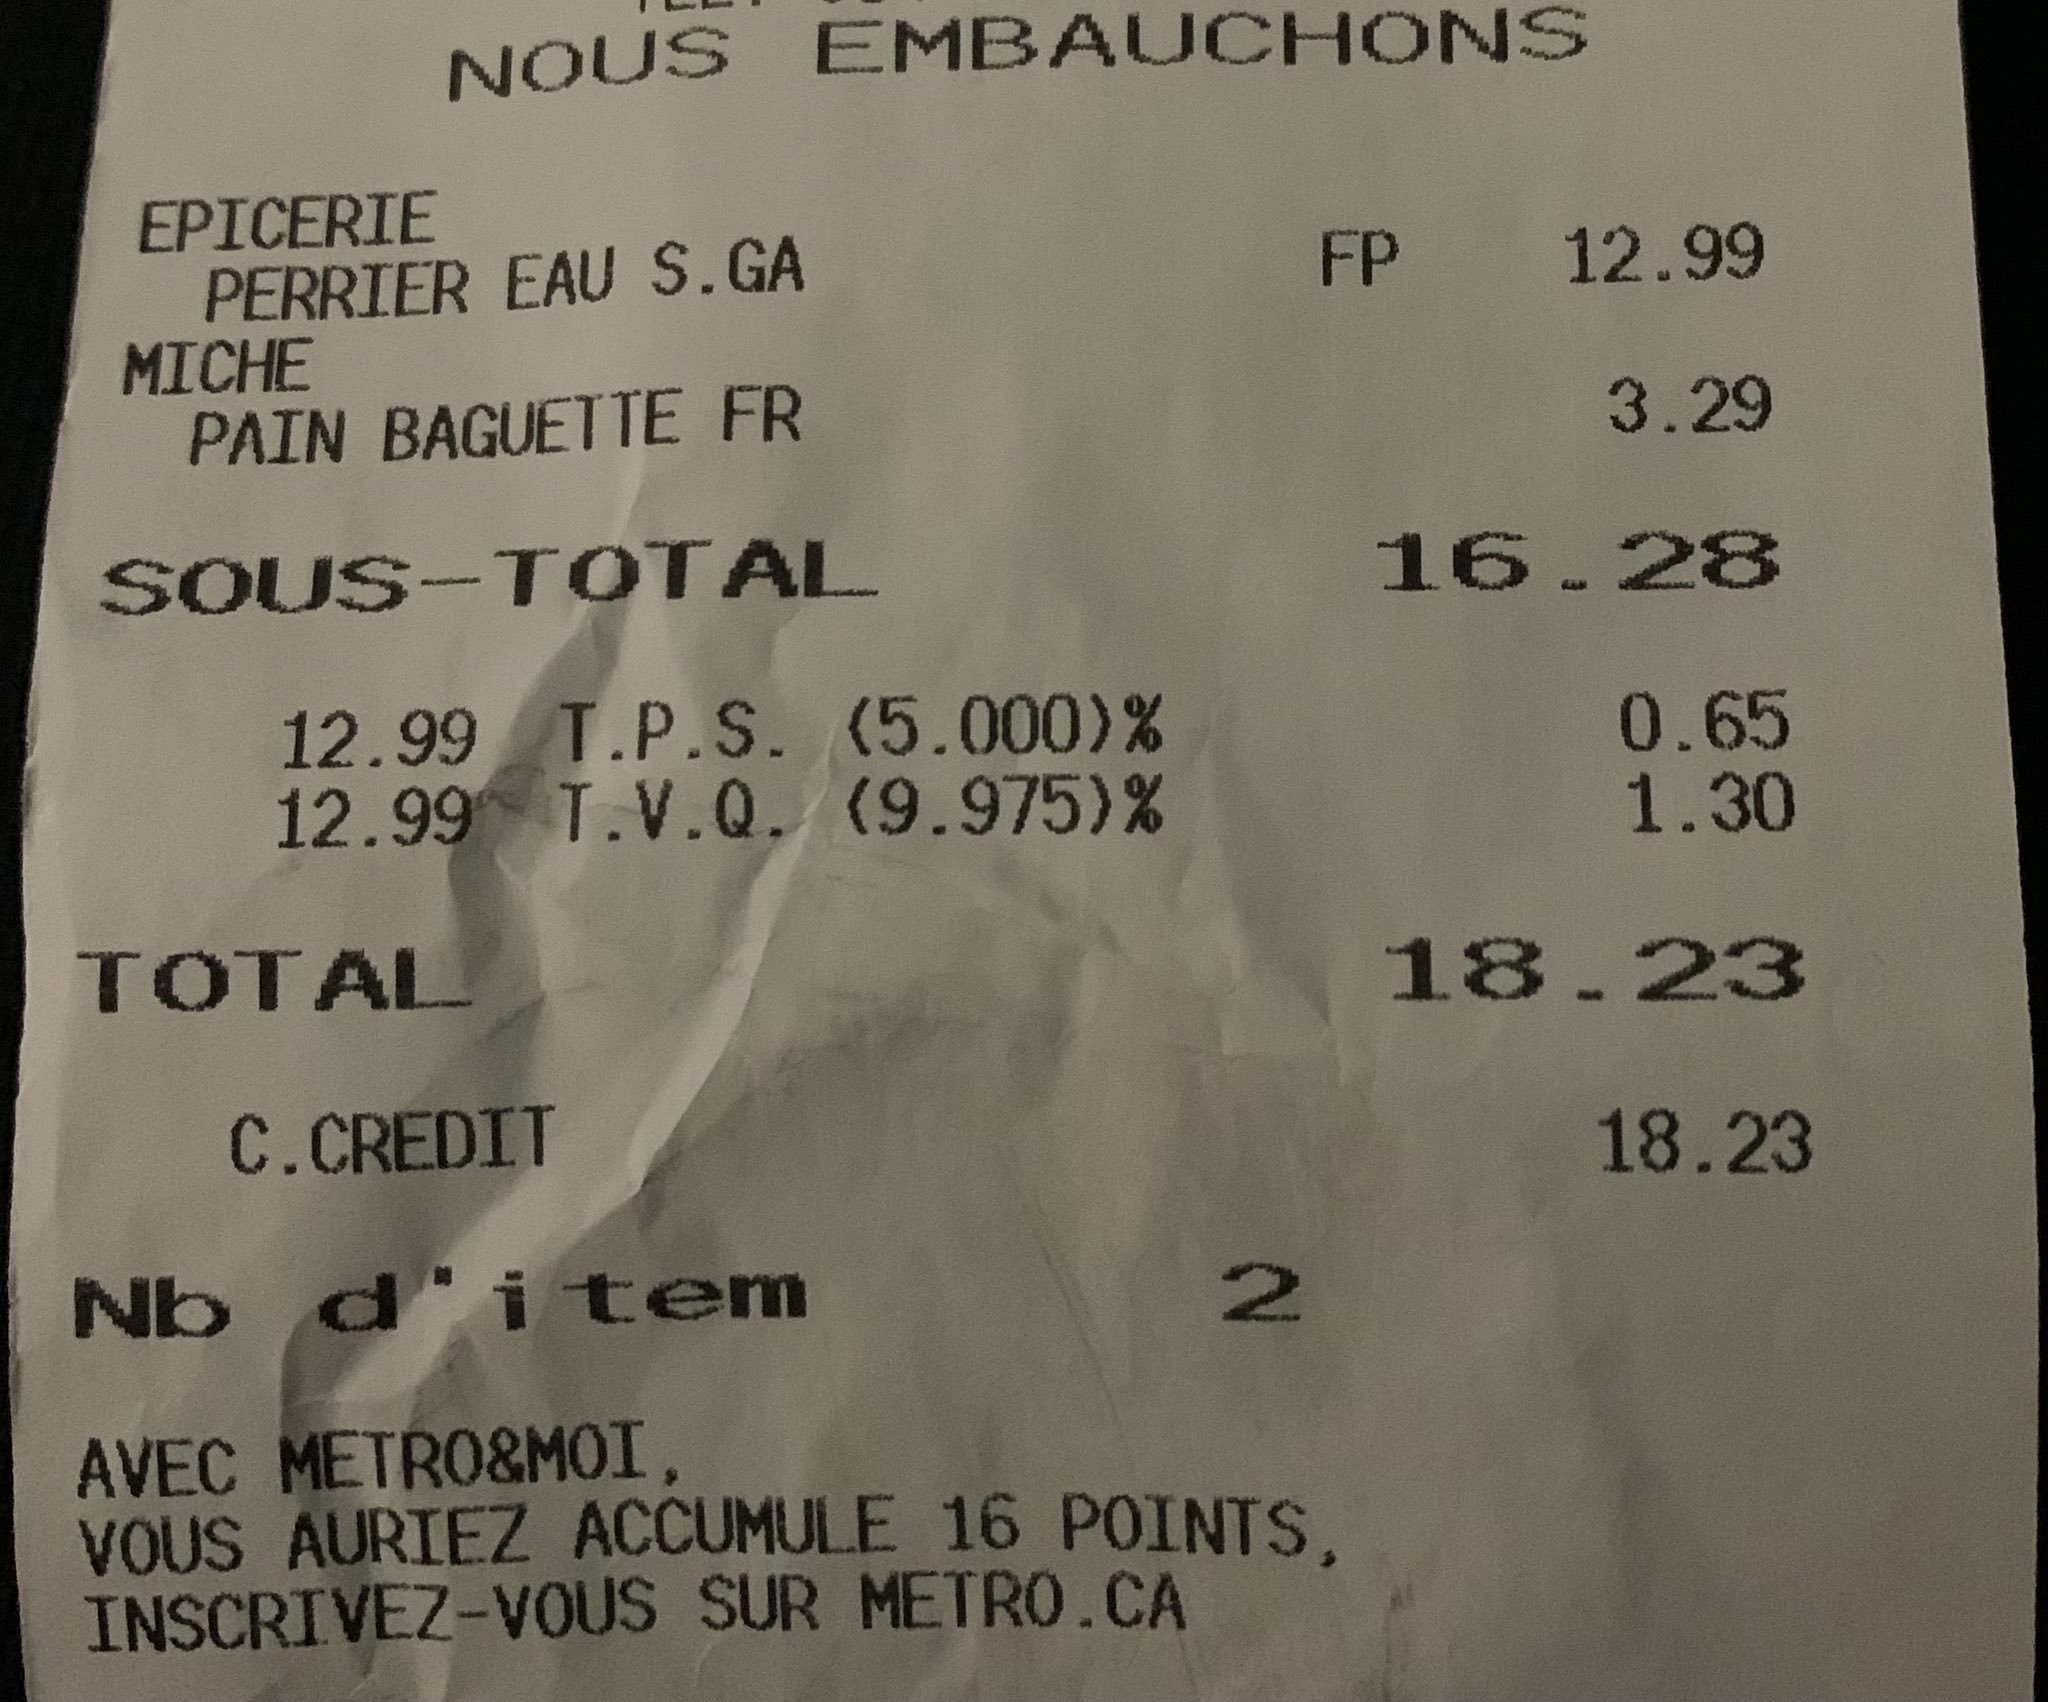 NOUS EMBAUCHONS
EPICERIE
PERRIER EAU S.GA FP 12.99
MICHE
PAIN BAGUETTE FR 3.29
SOUS-TOTAL 16.28
12.99 T.P.S. (5.000)% 0.65
12.99 T.V.Q. (9.975)% 1.30
TOTAL 18.23
C.CREDIT 18.23
Nb d'item 2
AVEC METRO&MOI,
VOUS AURIEZ ACCUMULE 16 POINTS,
INSCRIVEZ-VOUS SUR METRO.CA